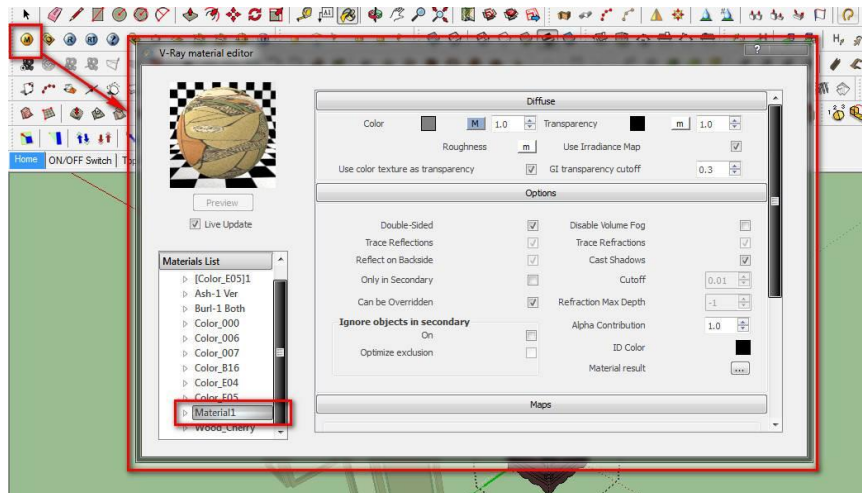 M
R
RT
V-Ray material editor
?
H
1 2 3
Home
ON/OFF Switch
Diffuse
Color
M
1.0
Transparency
m
1.0
Roughness
m
Use Irradiance Map
Use color texture as transparency
GI transparency cutoff
0.3
Preview
Live Update
Options
Double-Sided
Disable Volume Fog
Trace Reflections
Trace Refractions
Reflect on Backside
Cast Shadows
Only in Secondary
Cutoff
0.01
Can be Overridden
Refraction Max Depth
-1
Ignore objects in secondary
On
Optimize exclusion
Alpha Contribution
1.0
ID Color
Material result
...
Maps
Materials List
[Color_E05]1
Ash-1 Ver
Burl-1 Both
Color_000
Color_006
Color_007
Color_B16
Color_E04
Color_E05
Material1
Wood_Cherry